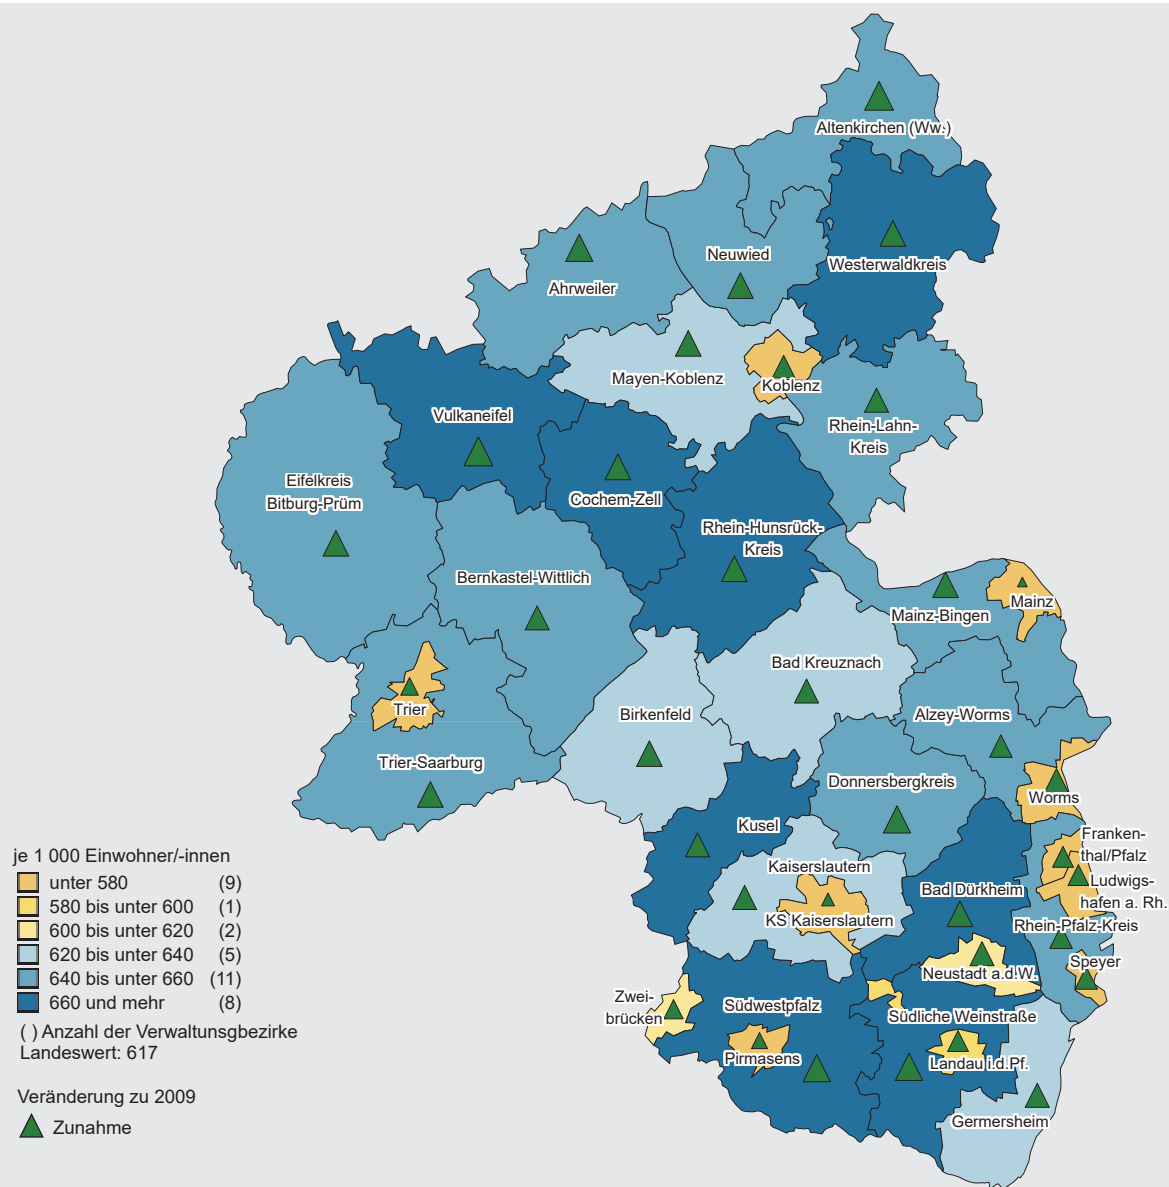 Altenkirchen (Ww.)
Neuwied
Westerwaldkreis
Ahrweiler
Mayen-Koblenz
Koblenz
Vulkaneifel
Rhein-Lahn-
Kreis
Eifelkreis
Bitburg-Prüm
Cochem-Zell
Rhein-Hunsrück-
Kreis
Bernkastel-Wittlich
Mainz-Bingen
Mainz
Bad Kreuznach
Trier
Birkenfeld
Alzey-Worms
Trier-Saarburg
Donnersbergkreis
Worms
Kusel
Franken-
thal/Pfalz
Kaiserslautern
Ludwigs-
hafen a. Rh.
Bad Dürkheim
KS Kaiserslautern
Rhein-Pfalz-Kreis
Speyer
Neustadt a.d.W.
Zwei-
brücken
Südwestpfalz
Südliche Weinstraße
Pirmasens
Landau i.d.Pf.
Germersheim
je 1 000 Einwohner/-innen
unter 580 (9)
580 bis unter 600 (1)
600 bis unter 620 (2)
620 bis unter 640 (5)
640 bis unter 660 (11)
660 und mehr (8)
( ) Anzahl der Verwaltunsgbezirke
Landeswert: 617
Veränderung zu 2009
Zunahme